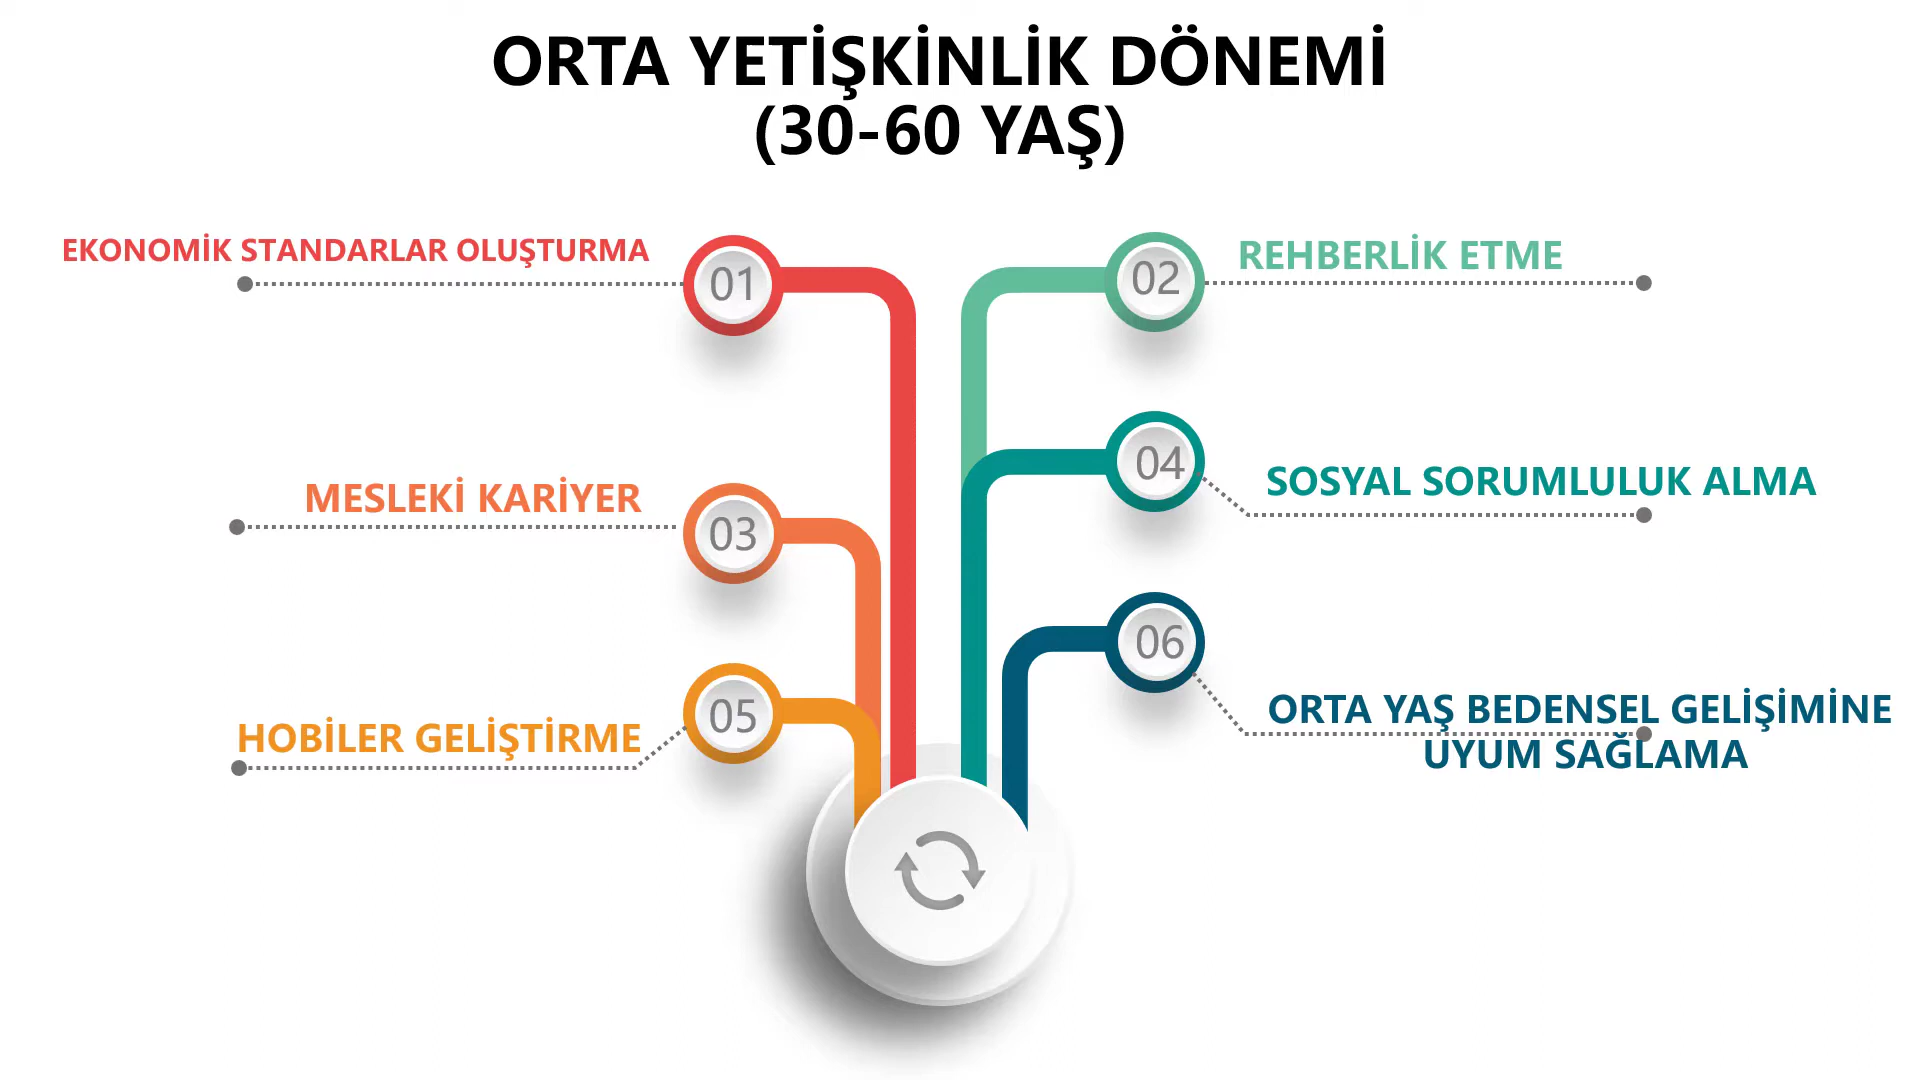 ORTA YETİŞKİNLİK DÖNEMİ
(30-60 YAŞ)
EKONOMİK STANDARLAR OLUŞTURMA
01
02
REHBERLİK ETME
MESLEKİ KARİYER
03
04
SOSYAL SORUMLULUK ALMA
HOBİLER GELİŞTİRME
05
06
ORTA YAŞ BEDENSEL GELİŞİMİNE
UYUM SAĞLAMA